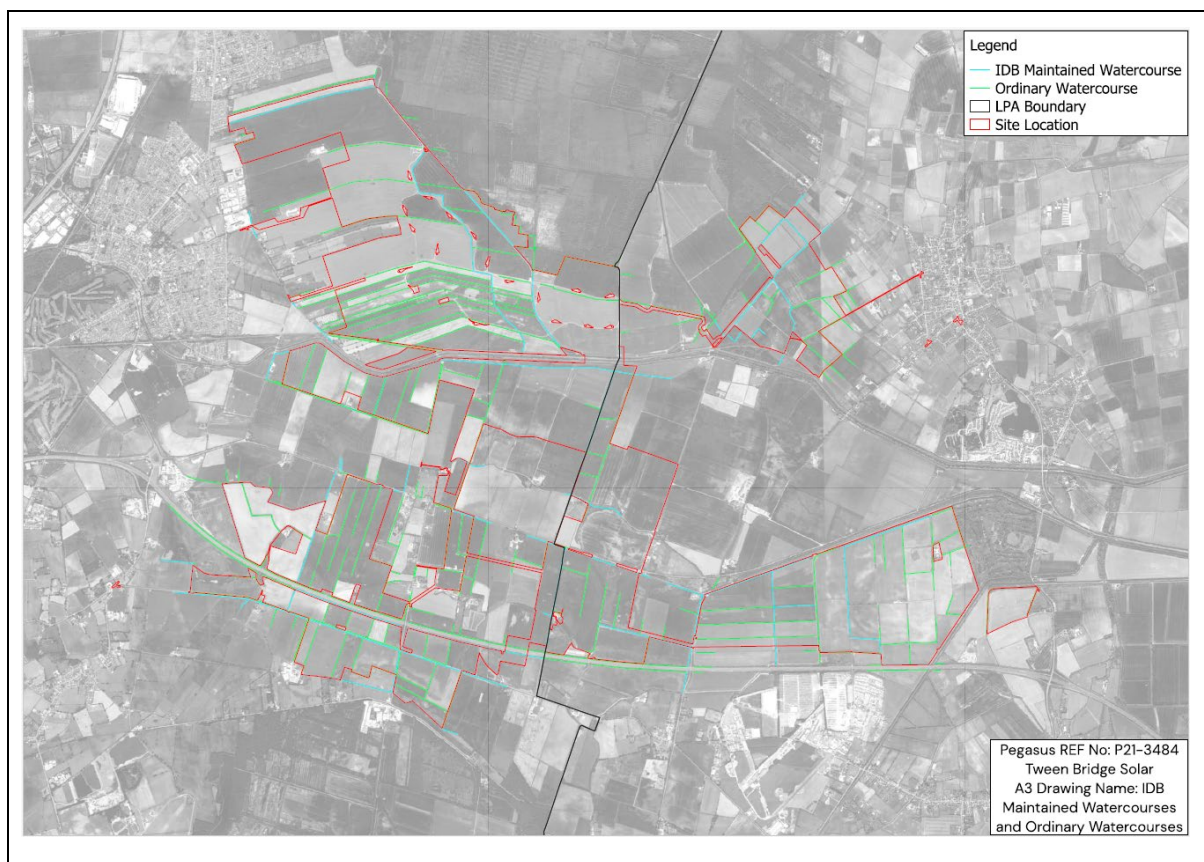 Legend
IDB Maintained Watercourse
Ordinary Watercourse
LPA Boundary
Site Location
Pegasus REF No: P21-3484
Tween Bridge Solar
A3 Drawing Name: IDB
Maintained Watercourses
and Ordinary Watercourses